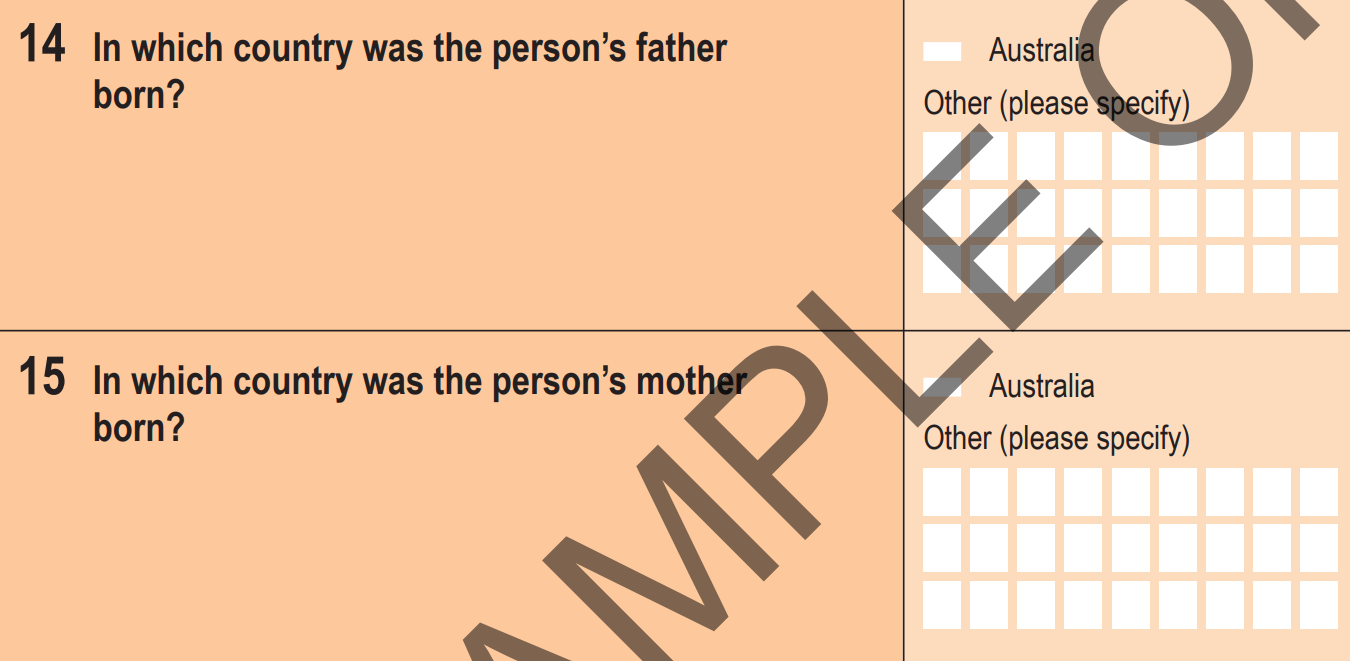 14 In which country was the person’s father
born?
Australia
Other (please specify)
15 In which country was the person’s mother
born?
Australia
Other (please specify)
AMPLE O